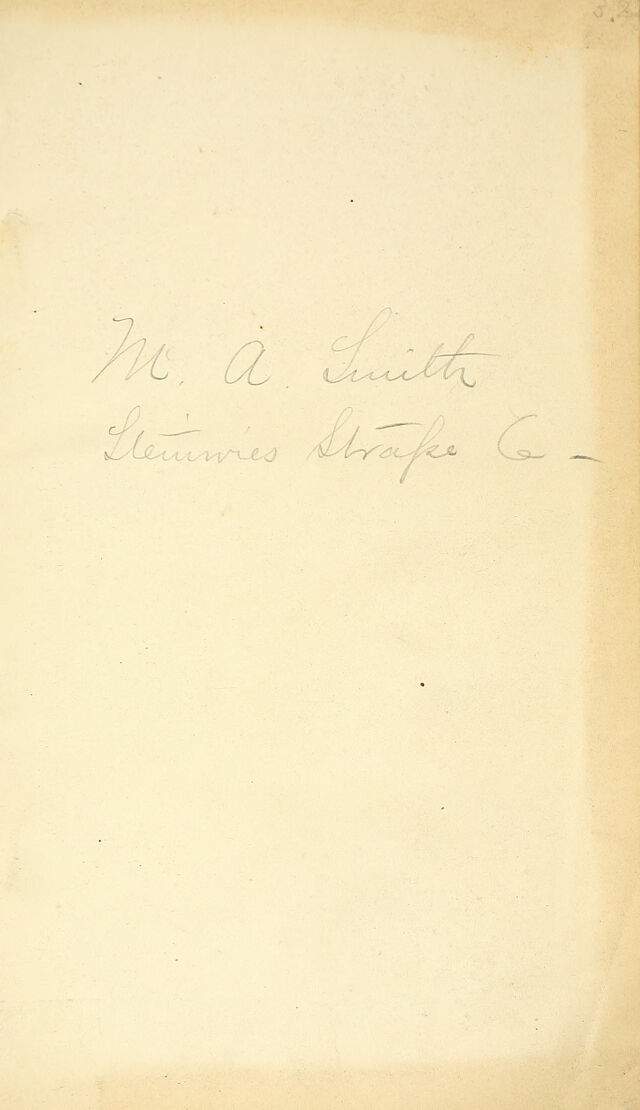 M. A. Smith
Steinwies Straße 6 -